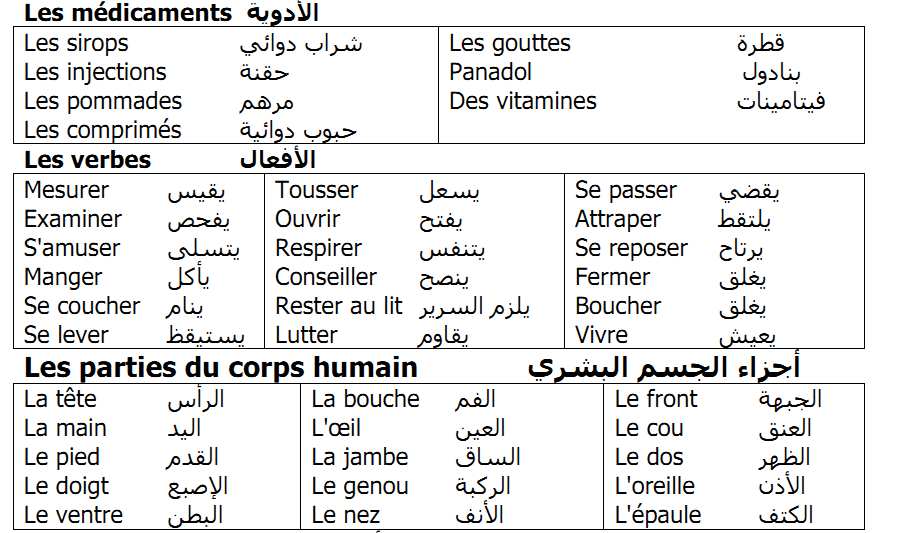 Les médicaments الأدوية
Les sirops شراب دوائي Les gouttes قطرة
Les injections حقنة Panadol بنادول
Les pommades مرهم Des vitamines فيتامينات
Les comprimés حبوب دوائية
Les verbes الأفعال
Mesurer يقيس Tousser يسعل Se passer يقضي
Examiner يفحص Ouvrir يفتح Attraper يلتقط
S'amuser يتسلى Respirer يتنفس Se reposer يرتاح
Manger يأكل Conseiller ينصح Fermer يغلق
Se coucher ينام Rester au lit يلزم السرير Boucher يغلق
Se lever يستيقظ Lutter يقاوم Vivre يعيش
Les parties du corps humain أجزاء الجسم البشري
La tête الرأس La bouche الفم Le front الجبهة
La main اليد L'œil العين Le cou العنق
Le pied القدم La jambe الساق Le dos الظهر
Le doigt الإصبع Le genou الركبة L'oreille الأذن
Le ventre البطن Le nez الأنف L'épaule الكتف